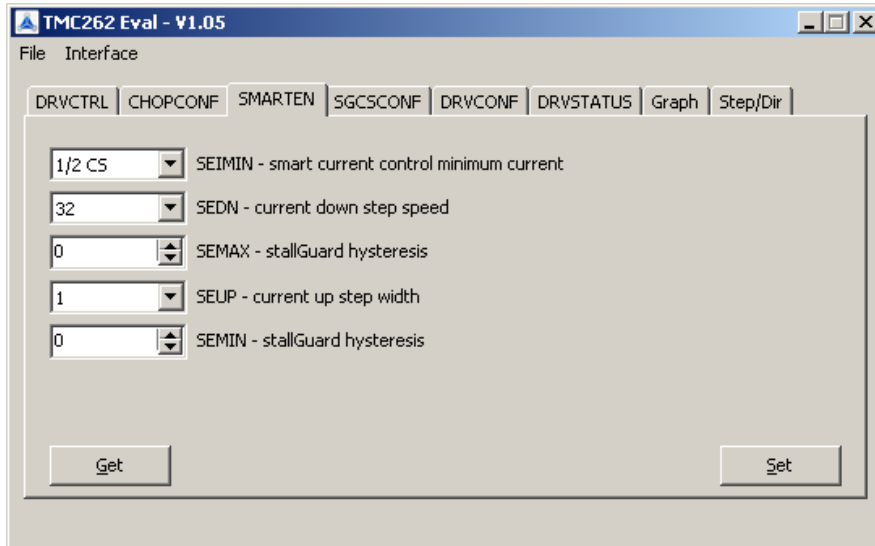 TMC262 Eval - V1.05
File Interface
DRVCTRL CHOPCONF SMARTEN SGCSCONF DRVCONF DRVSTATUS Graph Step/Dir
1/2 CS SEIMIN - smart current control minimum current
32 SEDN - current down step speed
0 SEMAX - stallGuard hysteresis
1 SEUP - current up step width
0 SEMIN - stallGuard hysteresis
Get Set